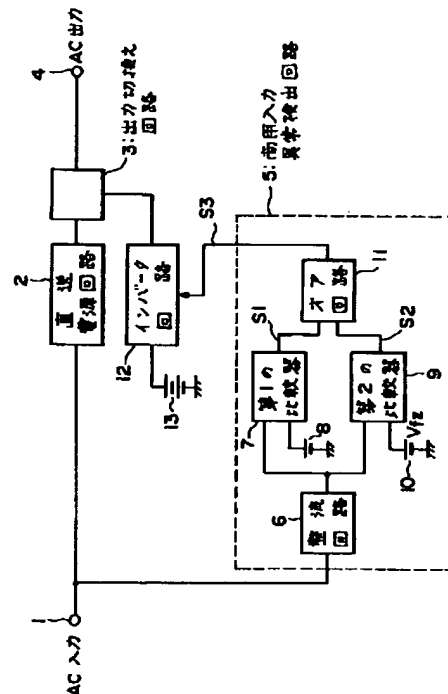 AC 入力
1
2
直送
電源回路
3:出力切換え
回路
4
AC出力
12
インバータ
回路
13
S3
5:商用入力
異常検出回路
6
整流
回路
7
第1の
比較器
8
第2の
比較器
9
10
Vf2
S1
S2
オア
回路
11